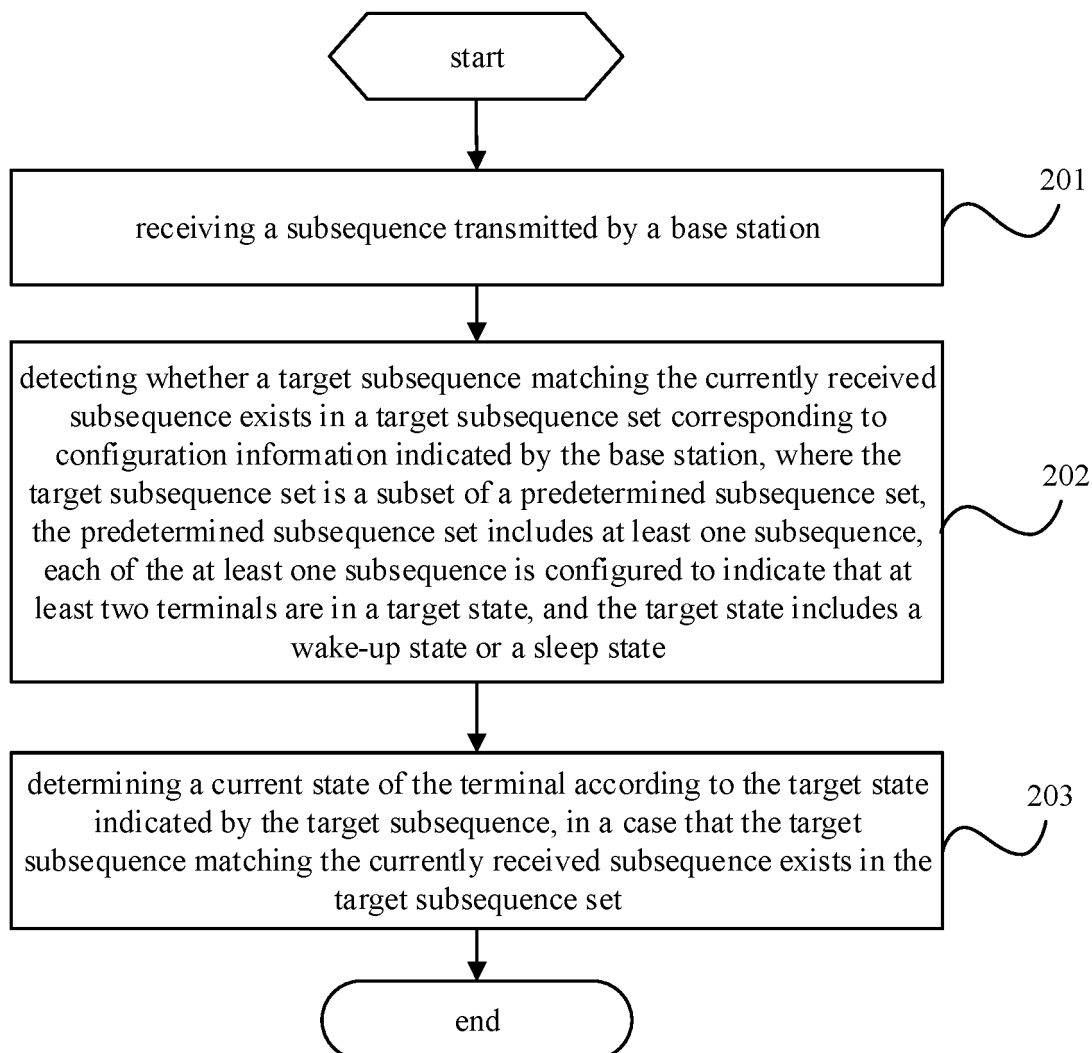 start
201
receiving a subsequence transmitted by a base station
detecting whether a target subsequence matching the currently received
subsequence exists in a target subsequence set corresponding to
configuration information indicated by the base station, where the
target subsequence set is a subset of a predetermined subsequence set,
the predetermined subsequence set includes at least one subsequence,
each of the at least one subsequence is configured to indicate that at
least two terminals are in a target state, and the target state includes a
wake-up state or a sleep state
202
determining a current state of the terminal according to the target state
indicated by the target subsequence, in a case that the target
subsequence matching the currently received subsequence exists in the
target subsequence set
203
end